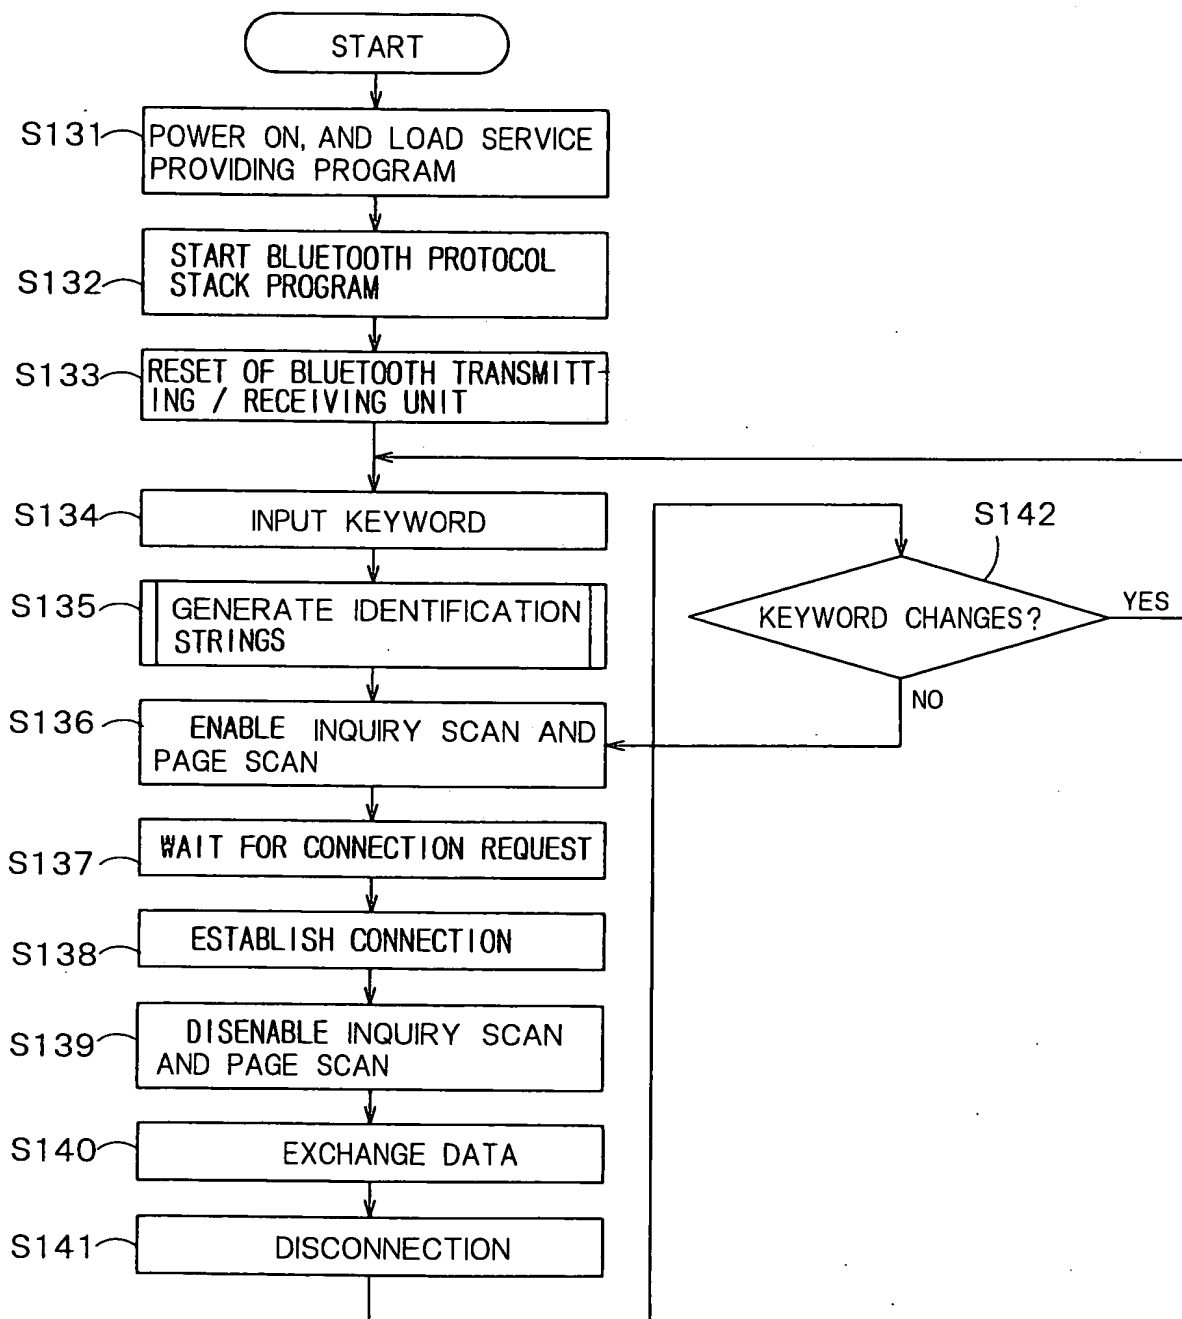 START
S131
POWER ON, AND LOAD SERVICE
PROVIDING PROGRAM
S132
START BLUETOOTH PROTOCOL
STACK PROGRAM
S133
RESET OF BLUETOOTH TRANSMITT-
ING / RECEIVING UNIT
S134
INPUT KEYWORD
S142
KEYWORD CHANGES?
YES
NO
S135
GENERATE IDENTIFICATION
STRINGS
S136
ENABLE INQUIRY SCAN AND
PAGE SCAN
S137
WAIT FOR CONNECTION REQUEST
S138
ESTABLISH CONNECTION
S139
DISENABLE INQUIRY SCAN
AND PAGE SCAN
S140
EXCHANGE DATA
S141
DISCONNECTION